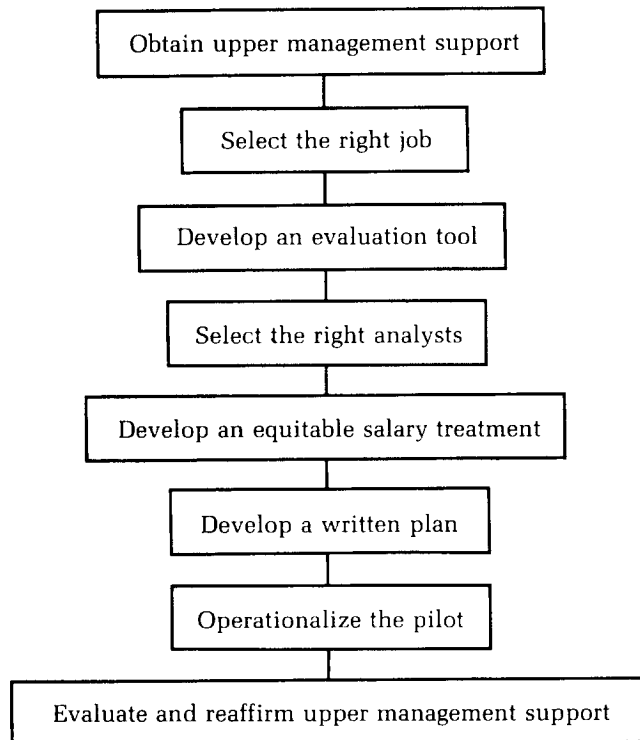 Obtain upper management support
Select the right job
Develop an evaluation tool
Select the right analysts
Develop an equitable salary treatment
Develop a written plan
Operationalize the pilot
Evaluate and reaffirm upper management support